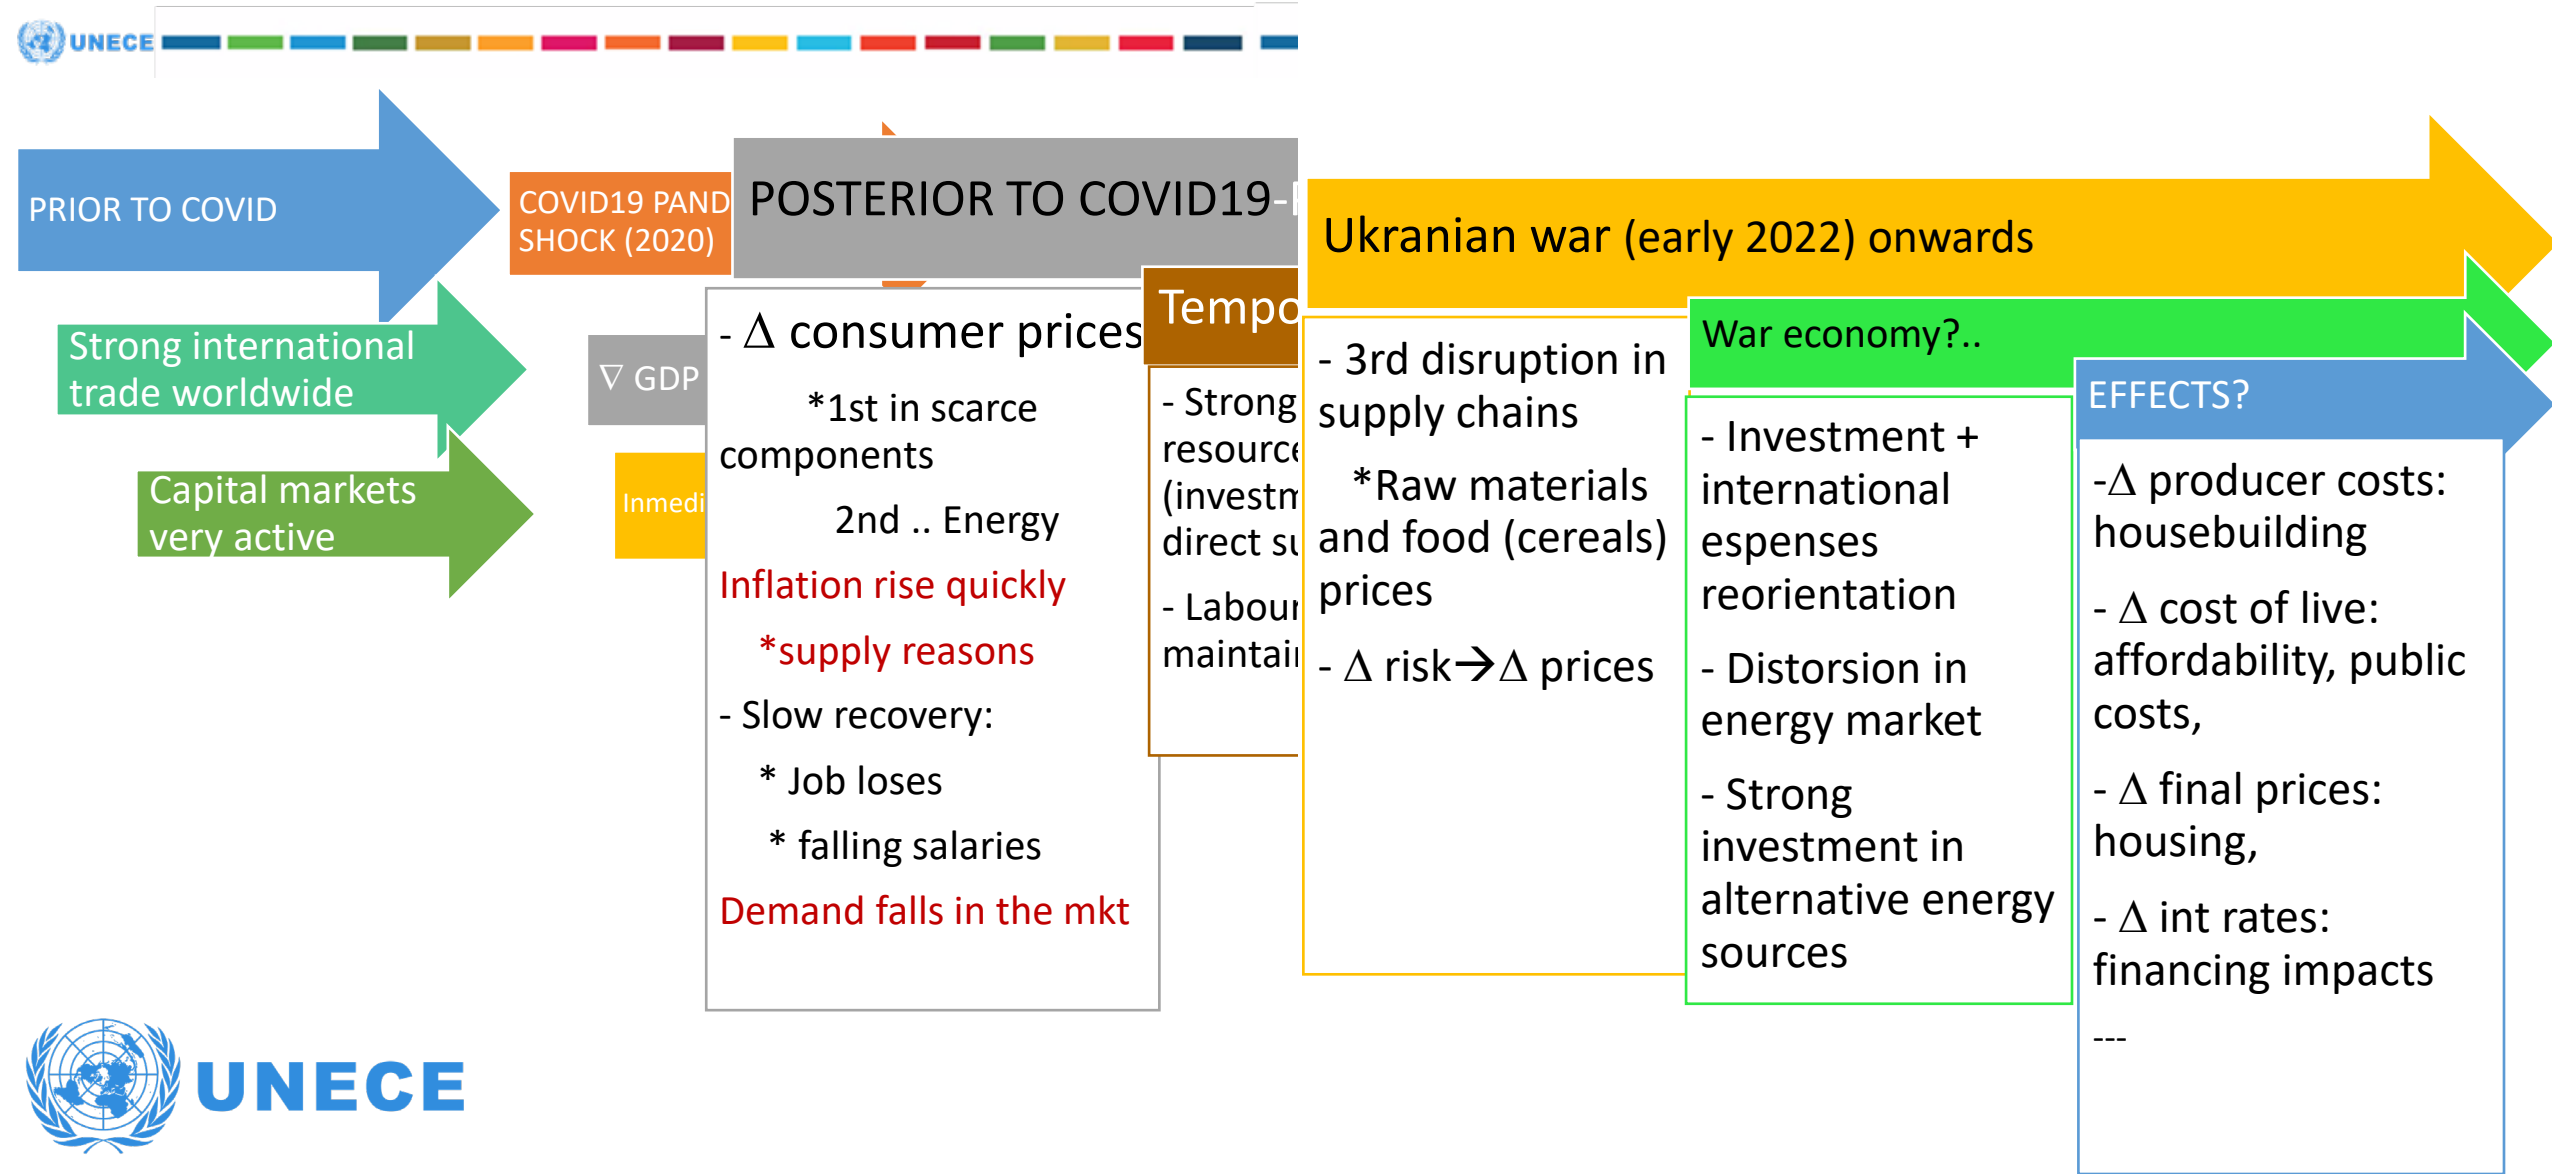 UNECE
PRIOR TO COVID
Strong international
trade worldwide
Capital markets
very active
COVID19 PAND
SHOCK (2020)
∇ GDP
Inmedi
POSTERIOR TO COVID19-
- Δ consumer prices
*1st in scarce
components
2nd .. Energy
Inflation rise quickly
*supply reasons
- Slow recovery:
* Job loses
* falling salaries
Demand falls in the mkt
Tempo
- Strong
resource
(investm
direct su
- Labour
maintain
Ukranian war (early 2022) onwards
- 3rd disruption in
supply chains
*Raw materials
and food (cereals)
prices
- Δ risk→Δ prices
War economy?..
- Investment +
international
espenses
reorientation
- Distorsion in
energy market
- Strong
investment in
alternative energy
sources
EFFECTS?
-Δ producer costs:
housebuilding
- Δ cost of live:
affordability, public
costs,
- Δ final prices:
housing,
- Δ int rates:
financing impacts
---
UNECE